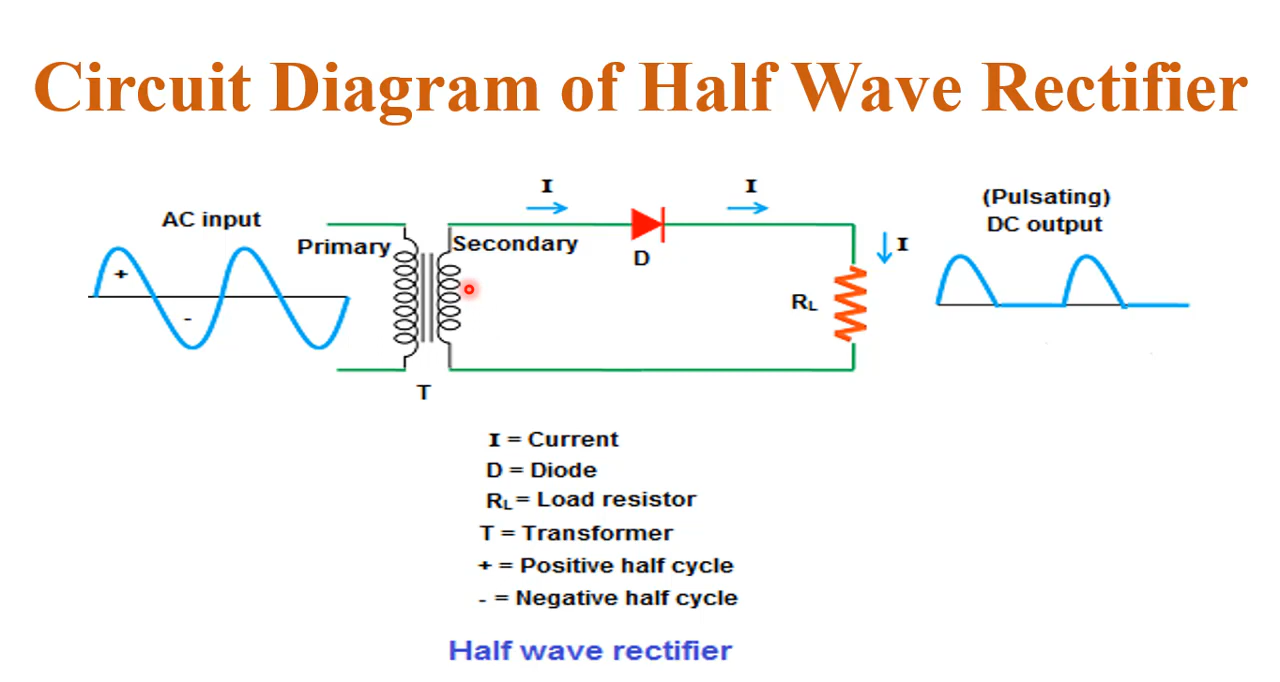 Circuit Diagram of Half Wave Rectifier
I
I
(Pulsating)
DC output
AC input
Primary
Secondary
D
I
+
-
RL
T
I = Current
D = Diode
RL = Load resistor
T = Transformer
+ = Positive half cycle
- = Negative half cycle
Half wave rectifier